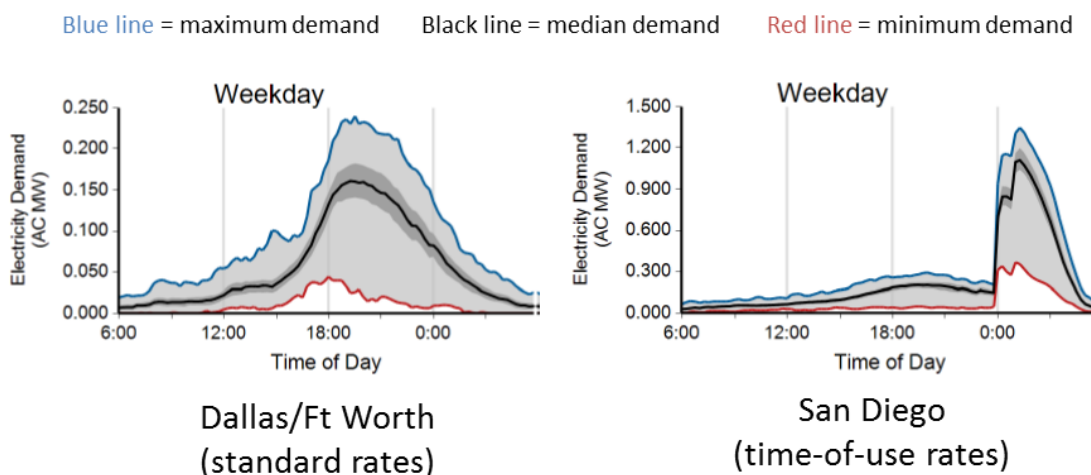 Blue line = maximum demand Black line = median demand Red line = minimum demand
Weekday
Electricity Demand
(AC MW)
0.250
0.200
0.150
0.100
0.050
0.000
6:00 12:00 18:00 0:00
Time of Day
Dallas/Ft Worth
(standard rates)
Weekday
Electricity Demand
(AC MW)
1.500
1.200
0.900
0.600
0.300
0.000
6:00 12:00 18:00 0:00
Time of Day
San Diego
(time-of-use rates)